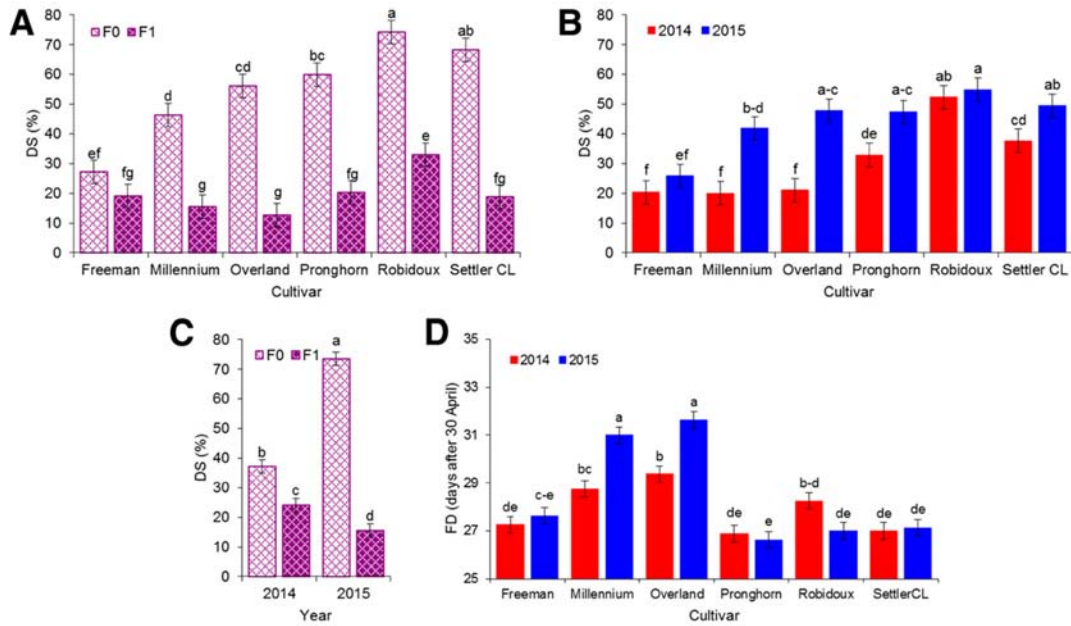 A
80
70
60
50
40
30
20
10
0
DS (%)
F0 F1
ef fg d g cd g bc fg a e ab fg
Freeman Millennium Overland Pronghorn Robidoux Settler CL
Cultivar
B
80
70
60
50
40
30
20
10
0
DS (%)
2014 2015
f ef f b-d f a-c de a-c ab a cd ab
Freeman Millennium Overland Pronghorn Robidoux Settler CL
Cultivar
C
80
70
60
50
40
30
20
10
0
DS (%)
F0 F1
b c a d
2014 2015
Year
D
35
33
31
29
27
25
FD (days after 30 April)
2014 2015
de c-e bc a b a de e b-d de de de
Freeman Millennium Overland Pronghorn Robidoux SettlerCL
Cultivar